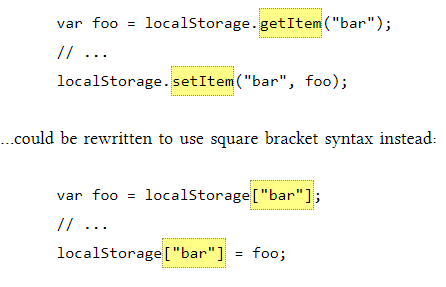 var foo = localStorage.getItem("bar");
// ...
localStorage.setItem("bar", foo);
...could be rewritten to use square bracket syntax instead:
var foo = localStorage["bar"];
// ...
localStorage["bar"] = foo;